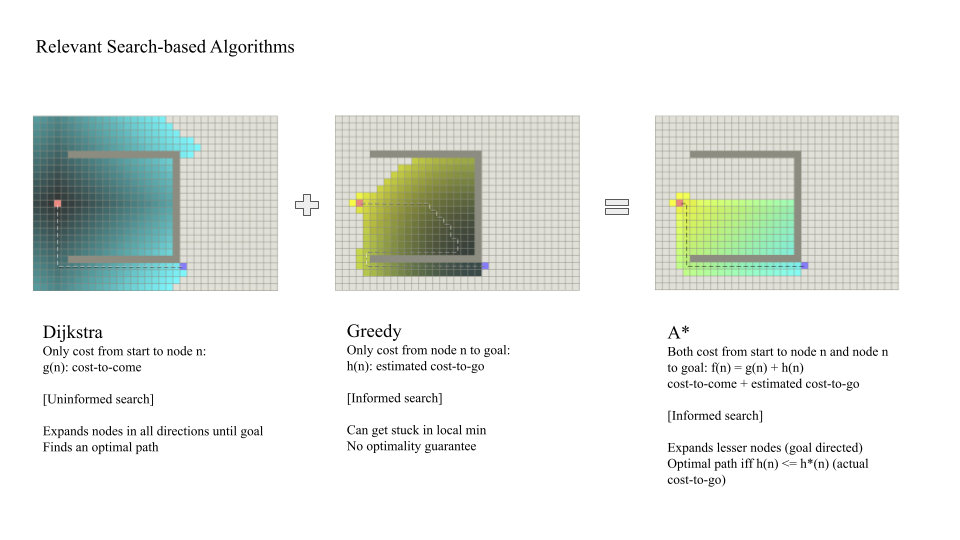 Relevant Search-based Algorithms
Dijkstra
Only cost from start to node n:
g(n): cost-to-come
[Uninformed search]
Expands nodes in all directions until goal
Finds an optimal path
Greedy
Only cost from node n to goal:
h(n): estimated cost-to-go
[Informed search]
Can get stuck in local min
No optimality guarantee
A*
Both cost from start to node n and node n
to goal: f(n) = g(n) + h(n)
cost-to-come + estimated cost-to-go
[Informed search]
Expands lesser nodes (goal directed)
Optimal path iff h(n) <= h*(n) (actual
cost-to-go)